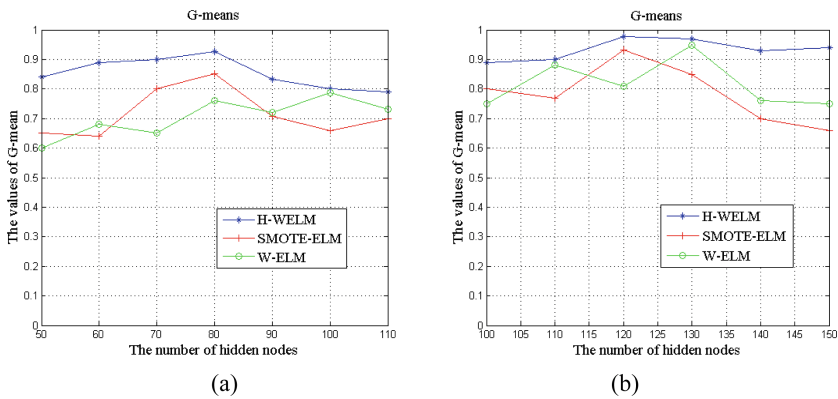 G-means
1
0.9
0.8
0.7
0.6
0.5
0.4
0.3
0.2
0.1
0
The values of G-mean
H-WELM
SMOTE-ELM
W-ELM
50 60 70 80 90 100 110
The number of hidden nodes
(a)
G-means
1
0.9
0.8
0.7
0.6
0.5
0.4
0.3
0.2
0.1
0
The values of G-mean
H-WELM
SMOTE-ELM
W-ELM
100 105 110 115 120 125 130 135 140 145 150
The number of hidden nodes
(b)